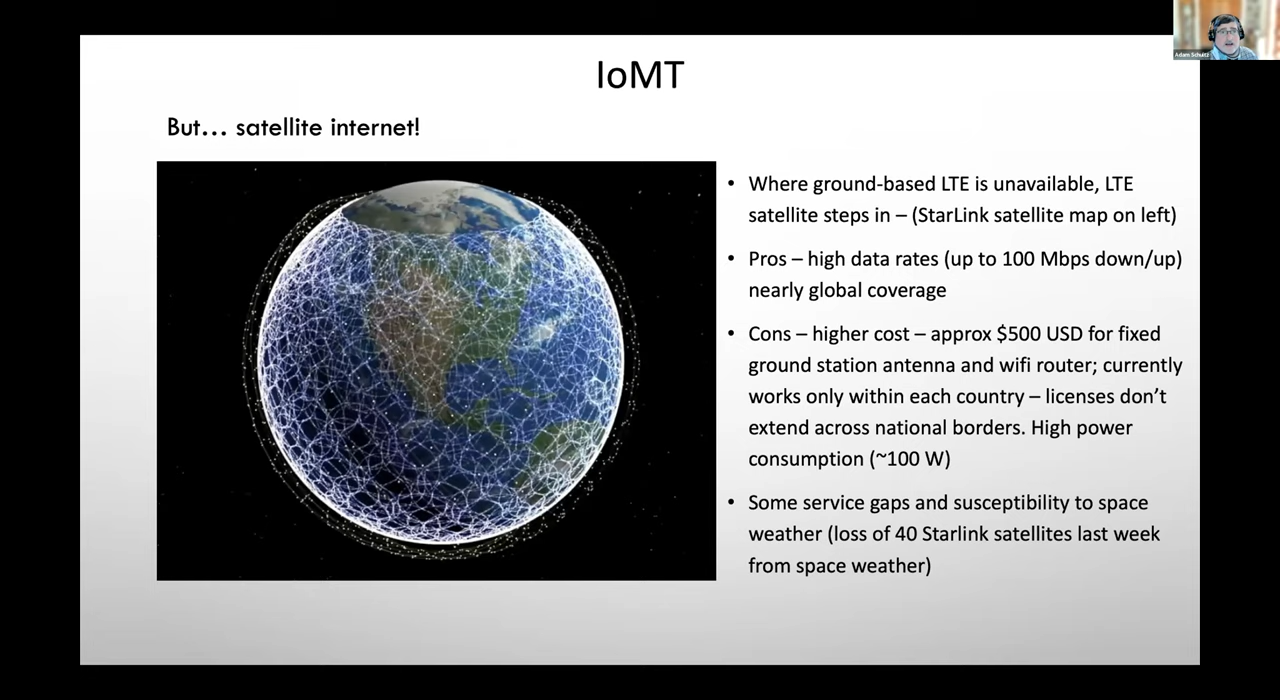 Adam Schultz
IoMT
But... satellite internet!
• Where ground-based LTE is unavailable, LTE
satellite steps in – (StarLink satellite map on left)
• Pros – high data rates (up to 100 Mbps down/up)
nearly global coverage
• Cons – higher cost – approx $500 USD for fixed
ground station antenna and wifi router; currently
works only within each country – licenses don't
extend across national borders. High power
consumption (~100 W)
• Some service gaps and susceptibility to space
weather (loss of 40 Starlink satellites last week
from space weather)